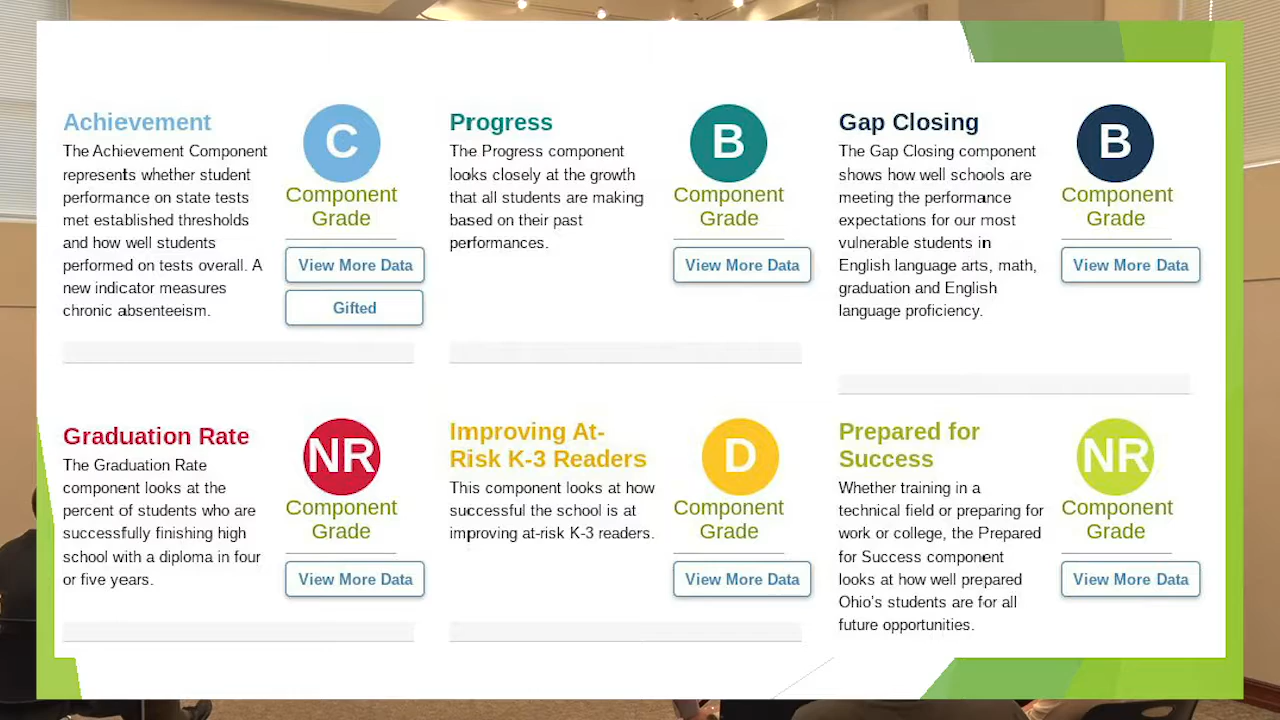 Achievement
The Achievement Component
represents whether student
performance on state tests
met established thresholds
and how well students
performed on tests overall. A
new indicator measures
chronic absenteeism.
C
Component
Grade
View More Data
Gifted
Progress
The Progress component
looks closely at the growth
that all students are making
based on their past
performances.
B
Component
Grade
View More Data
Gap Closing
The Gap Closing component
shows how well schools are
meeting the performance
expectations for our most
vulnerable students in
English language arts, math,
graduation and English
language proficiency.
B
Component
Grade
View More Data
Graduation Rate
The Graduation Rate
component looks at the
percent of students who are
successfully finishing high
school with a diploma in four
or five years.
NR
Component
Grade
View More Data
Improving At-
Risk K-3 Readers
This component looks at how
successful the school is at
improving at-risk K-3 readers.
D
Component
Grade
View More Data
Prepared for
Success
Whether training in a
technical field or preparing for
work or college, the Prepared
for Success component
looks at how well prepared
Ohio's students are for all
future opportunities.
NR
Component
Grade
View More Data